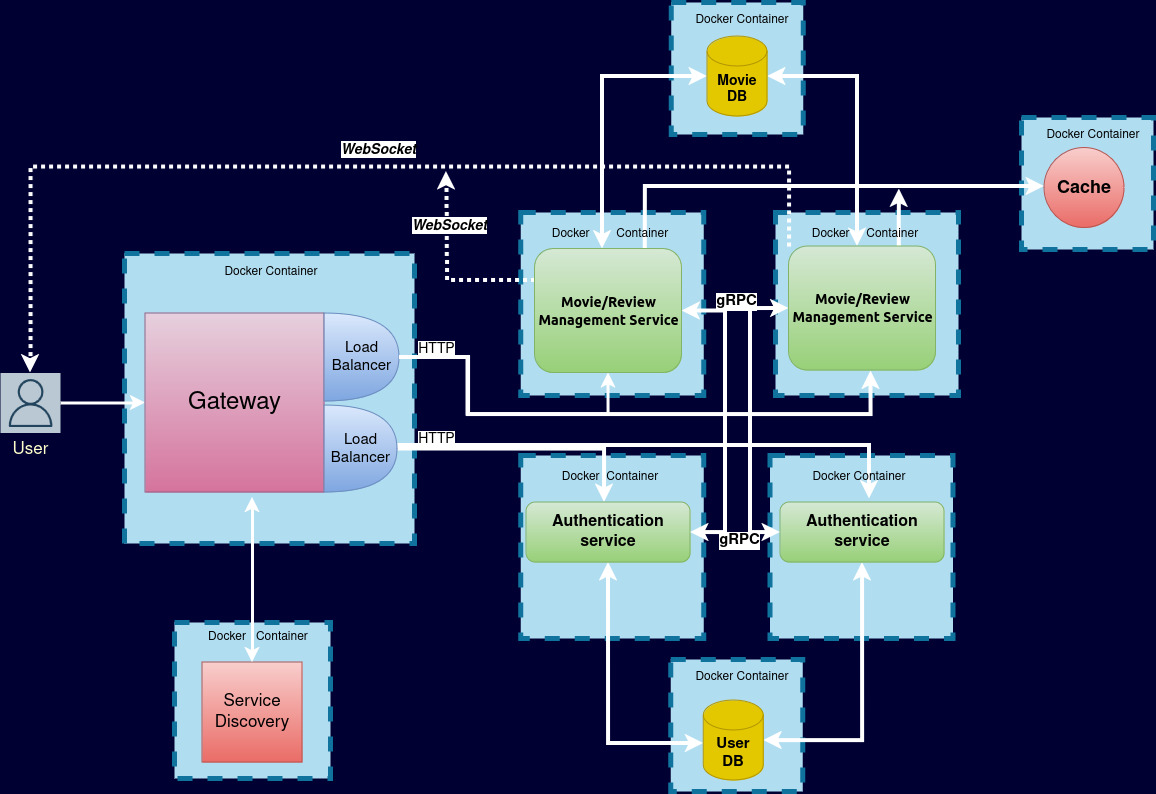 Docker Container
Movie
DB
Docker Container
Cache
WebSocket
WebSocket
Docker Container
Movie/Review
Management Service
gRPC
Docker Container
Movie/Review
Management Service
Docker Container
Gateway
Load
Balancer
HTTP
Load
Balancer
HTTP
User
Docker Container
Authentication
service
gRPC
Docker Container
Authentication
service
Docker Container
Service
Discovery
Docker Container
User
DB